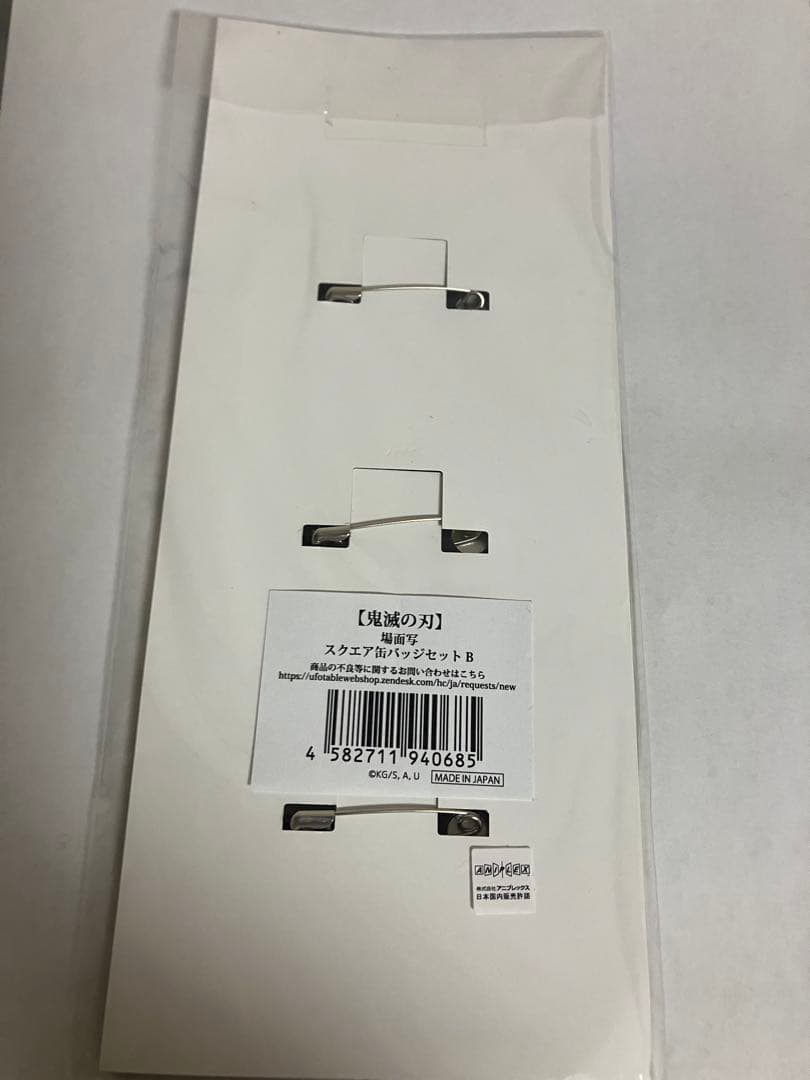 【鬼滅の刃】
場面写
スクエア缶バッジセット B
商品の不良等に関するお問い合わせはこちら
https://ufotablewebshop.zendesk.com/hc/ja/requests/new
4 582711 940685
©KG/S, A, U MADE IN JAPAN
ANIPLEX
株式会社アニプレックス
日本国内販売許諾